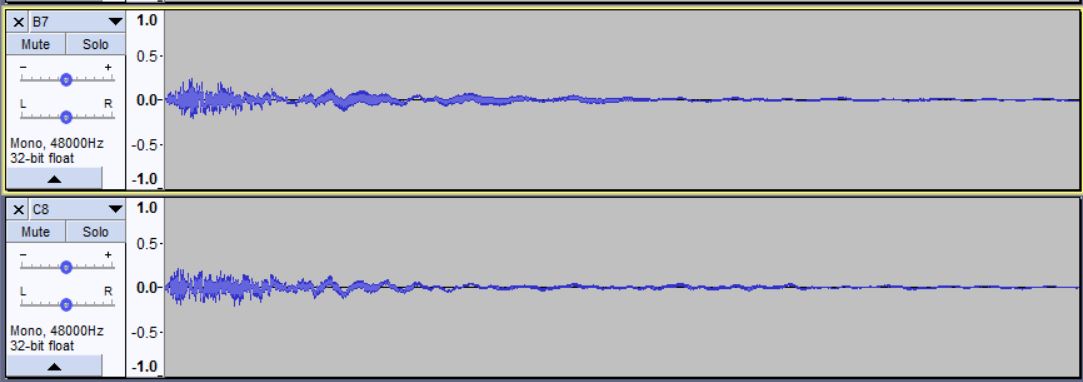 × B7 ▼
Mute Solo
- +
L R
Mono, 48000Hz
32-bit float
▲
1.0
0.5-
0.0-
-0.5-
-1.0
× C8 ▼
Mute Solo
- +
L R
Mono, 48000Hz
32-bit float
▲
1.0
0.5-
0.0-
-0.5-
-1.0